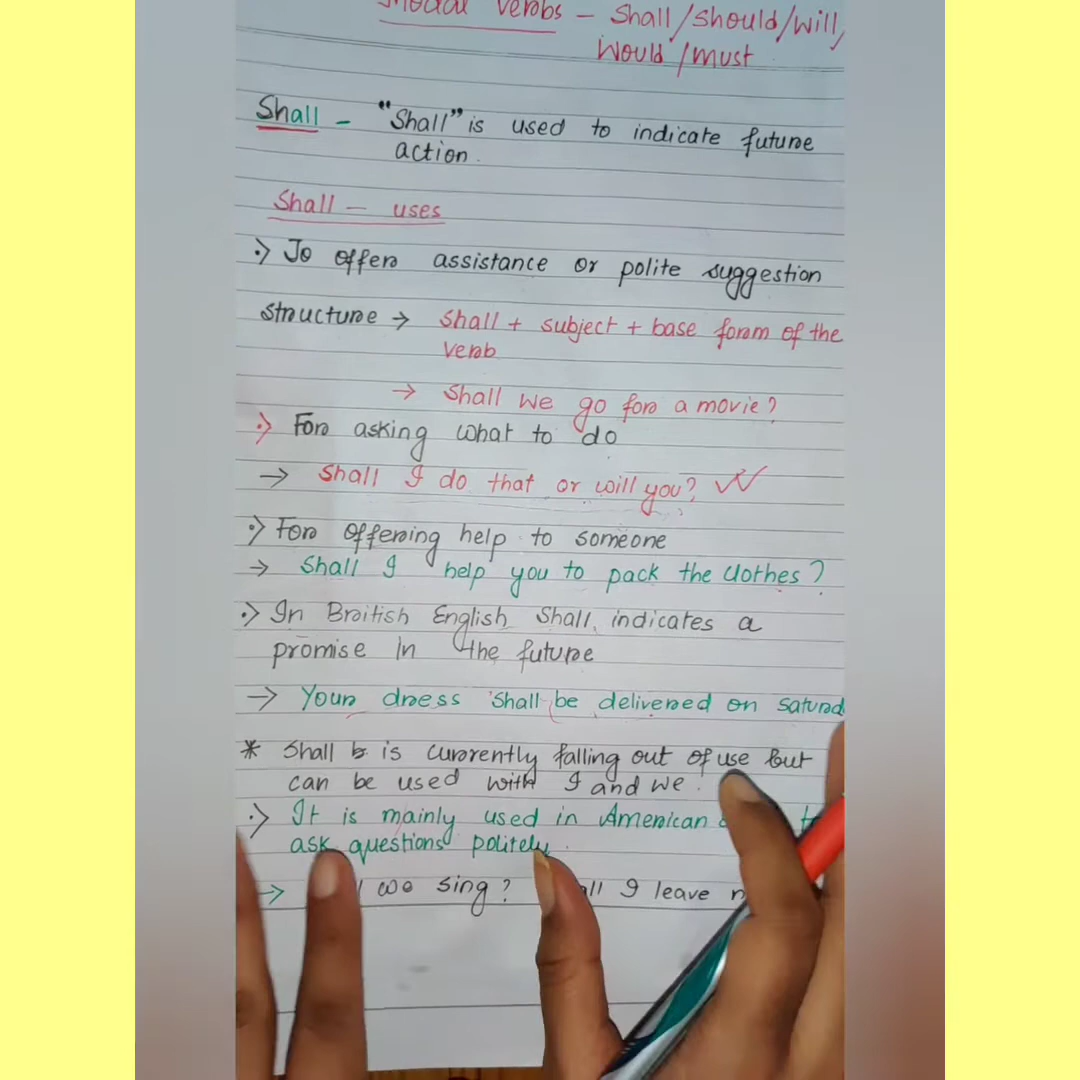 Modal Verbs – Shall/should/will/
Would/must
Shall – "Shall" is used to indicate future
action.
Shall – uses
•> To offer assistance or polite suggestion
Structure → Shall + subject + base form of the
verb
→ Shall we go for a movie?
•> For asking what to do
→ Shall I do that or will you?
•> For offering help to someone
→ Shall I help you to pack the clothes?
•> In British English Shall indicates a
promise in the future
→ Your dress shall be delivered on saturd
* Shall is currently falling out of use but
can be used with I and we.
•> It is mainly used in American
ask questions politely.
→ we sing? I leave